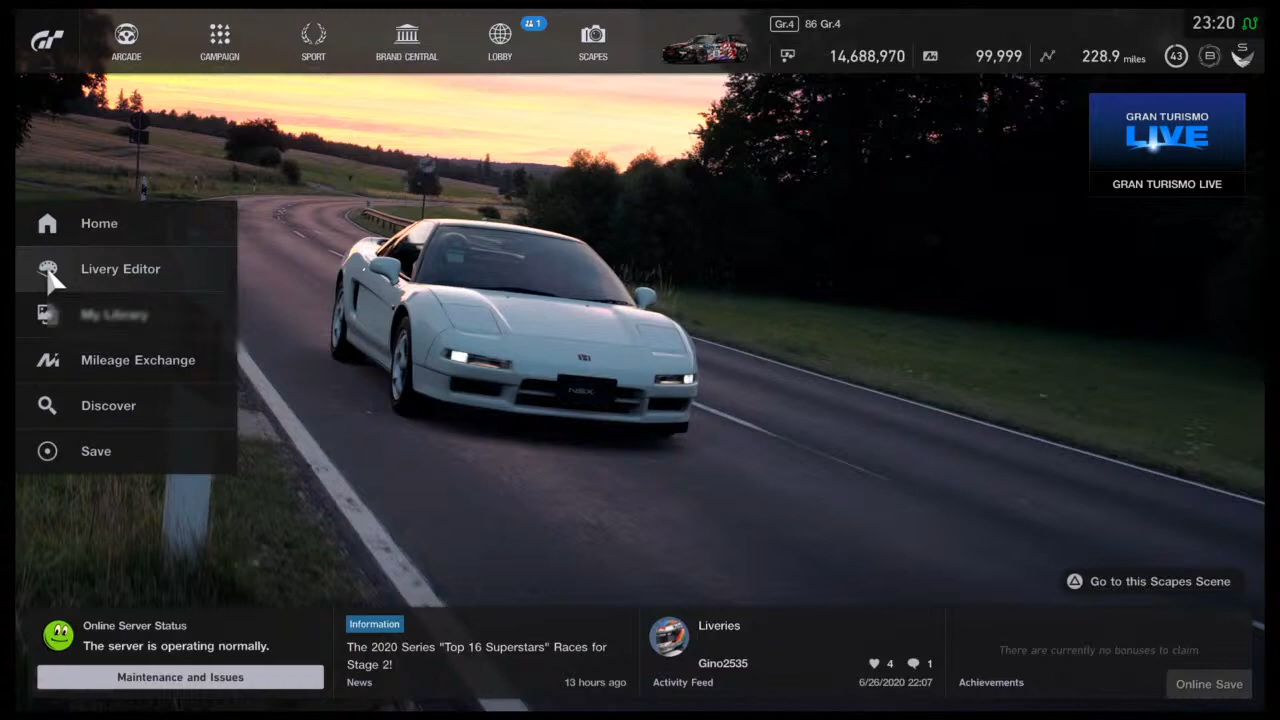 ARCADE
CAMPAIGN
SPORT
BRAND CENTRAL
LOBBY
1
SCAPES
Gr.4 86 Gr.4
14,688,970
99,999
228.9 miles
23:20
43
B
S
GRAN TURISMO
LIVE
GRAN TURISMO LIVE
Home
Livery Editor
My Library
Mileage Exchange
Discover
Save
NSX
Go to this Scapes Scene
Online Server Status
The server is operating normally.
Maintenance and Issues
Information
The 2020 Series "Top 16 Superstars" Races for
Stage 2!
News 13 hours ago
Liveries
Gino2535
4 1
Activity Feed 6/26/2020 22:07
There are currently no bonuses to claim
Achievements
Online Save